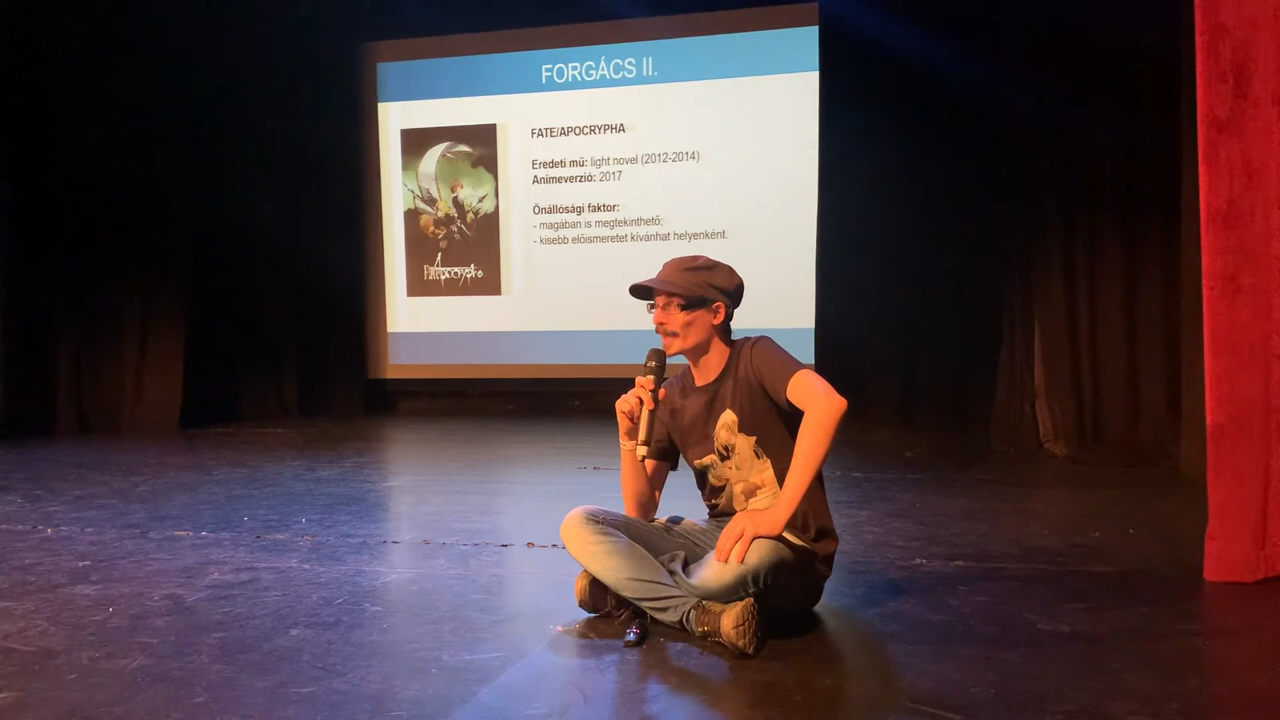 FORGÁCS II.
FATE/APOCRYPHA
Eredeti mű: light novel (2012-2014)
Animeverzió: 2017
Önállósági faktor:
- magában is megtekinthető;
- kisebb előismeretet kívánhat helyenként.
Fate/Apocrypha